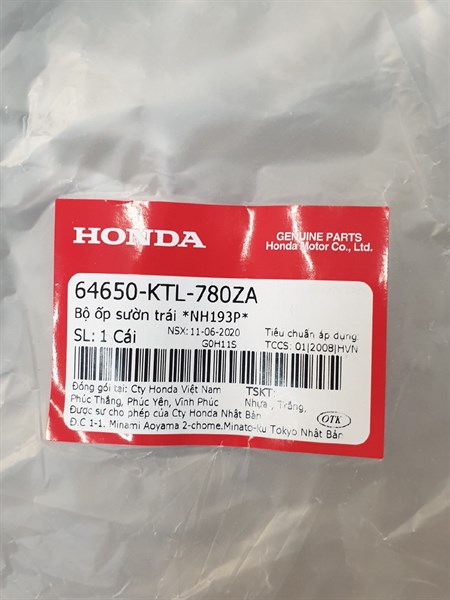 HONDA
GENUINE PARTS
Honda Motor Co., Ltd.
64650-KTL-780ZA
Bộ ốp sườn trái *NH193P*
SL: 1 Cái
NSX: 11-06-2020
G0H11S
Tiêu chuẩn áp dụng:
TCCS: 01|2008|HVN
Đóng gói tại: Cty Honda Việt Nam
Phúc Thắng, Phúc Yên, Vĩnh Phúc
Được sự cho phép của Cty Honda Nhật Bản
Đ.C 1-1. Minami Aoyama 2-chome.Minato-ku Tokyo Nhật Bản
TSKT:
Nhựa , Trắng,
OTK